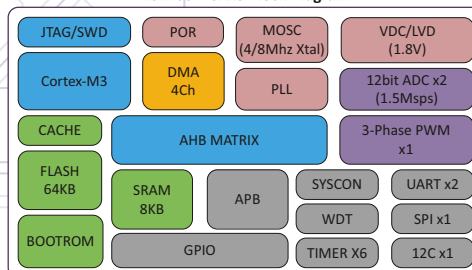 JTAG/SWD
POR
MOSC
(4/8Mhz Xtal)
VDC/LVD
(1.8V)
Cortex-M3
DMA
4Ch
PLL
12bit ADC x2
(1.5Msps)
CACHE
AHB MATRIX
3-Phase PWM
x1
FLASH
64KB
SRAM
8KB
APB
SYSCON
UART x2
WDT
SPI x1
BOOTROM
GPIO
TIMER X6
12C x1